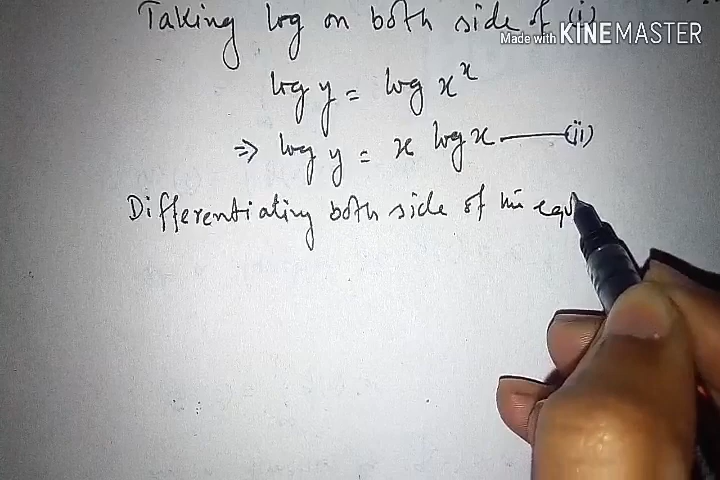 Taking log on both side of (i)
Made with KINEMASTER
log y = log x^x
⇒ log y = x log x —— (ii)
Differentiating both side of